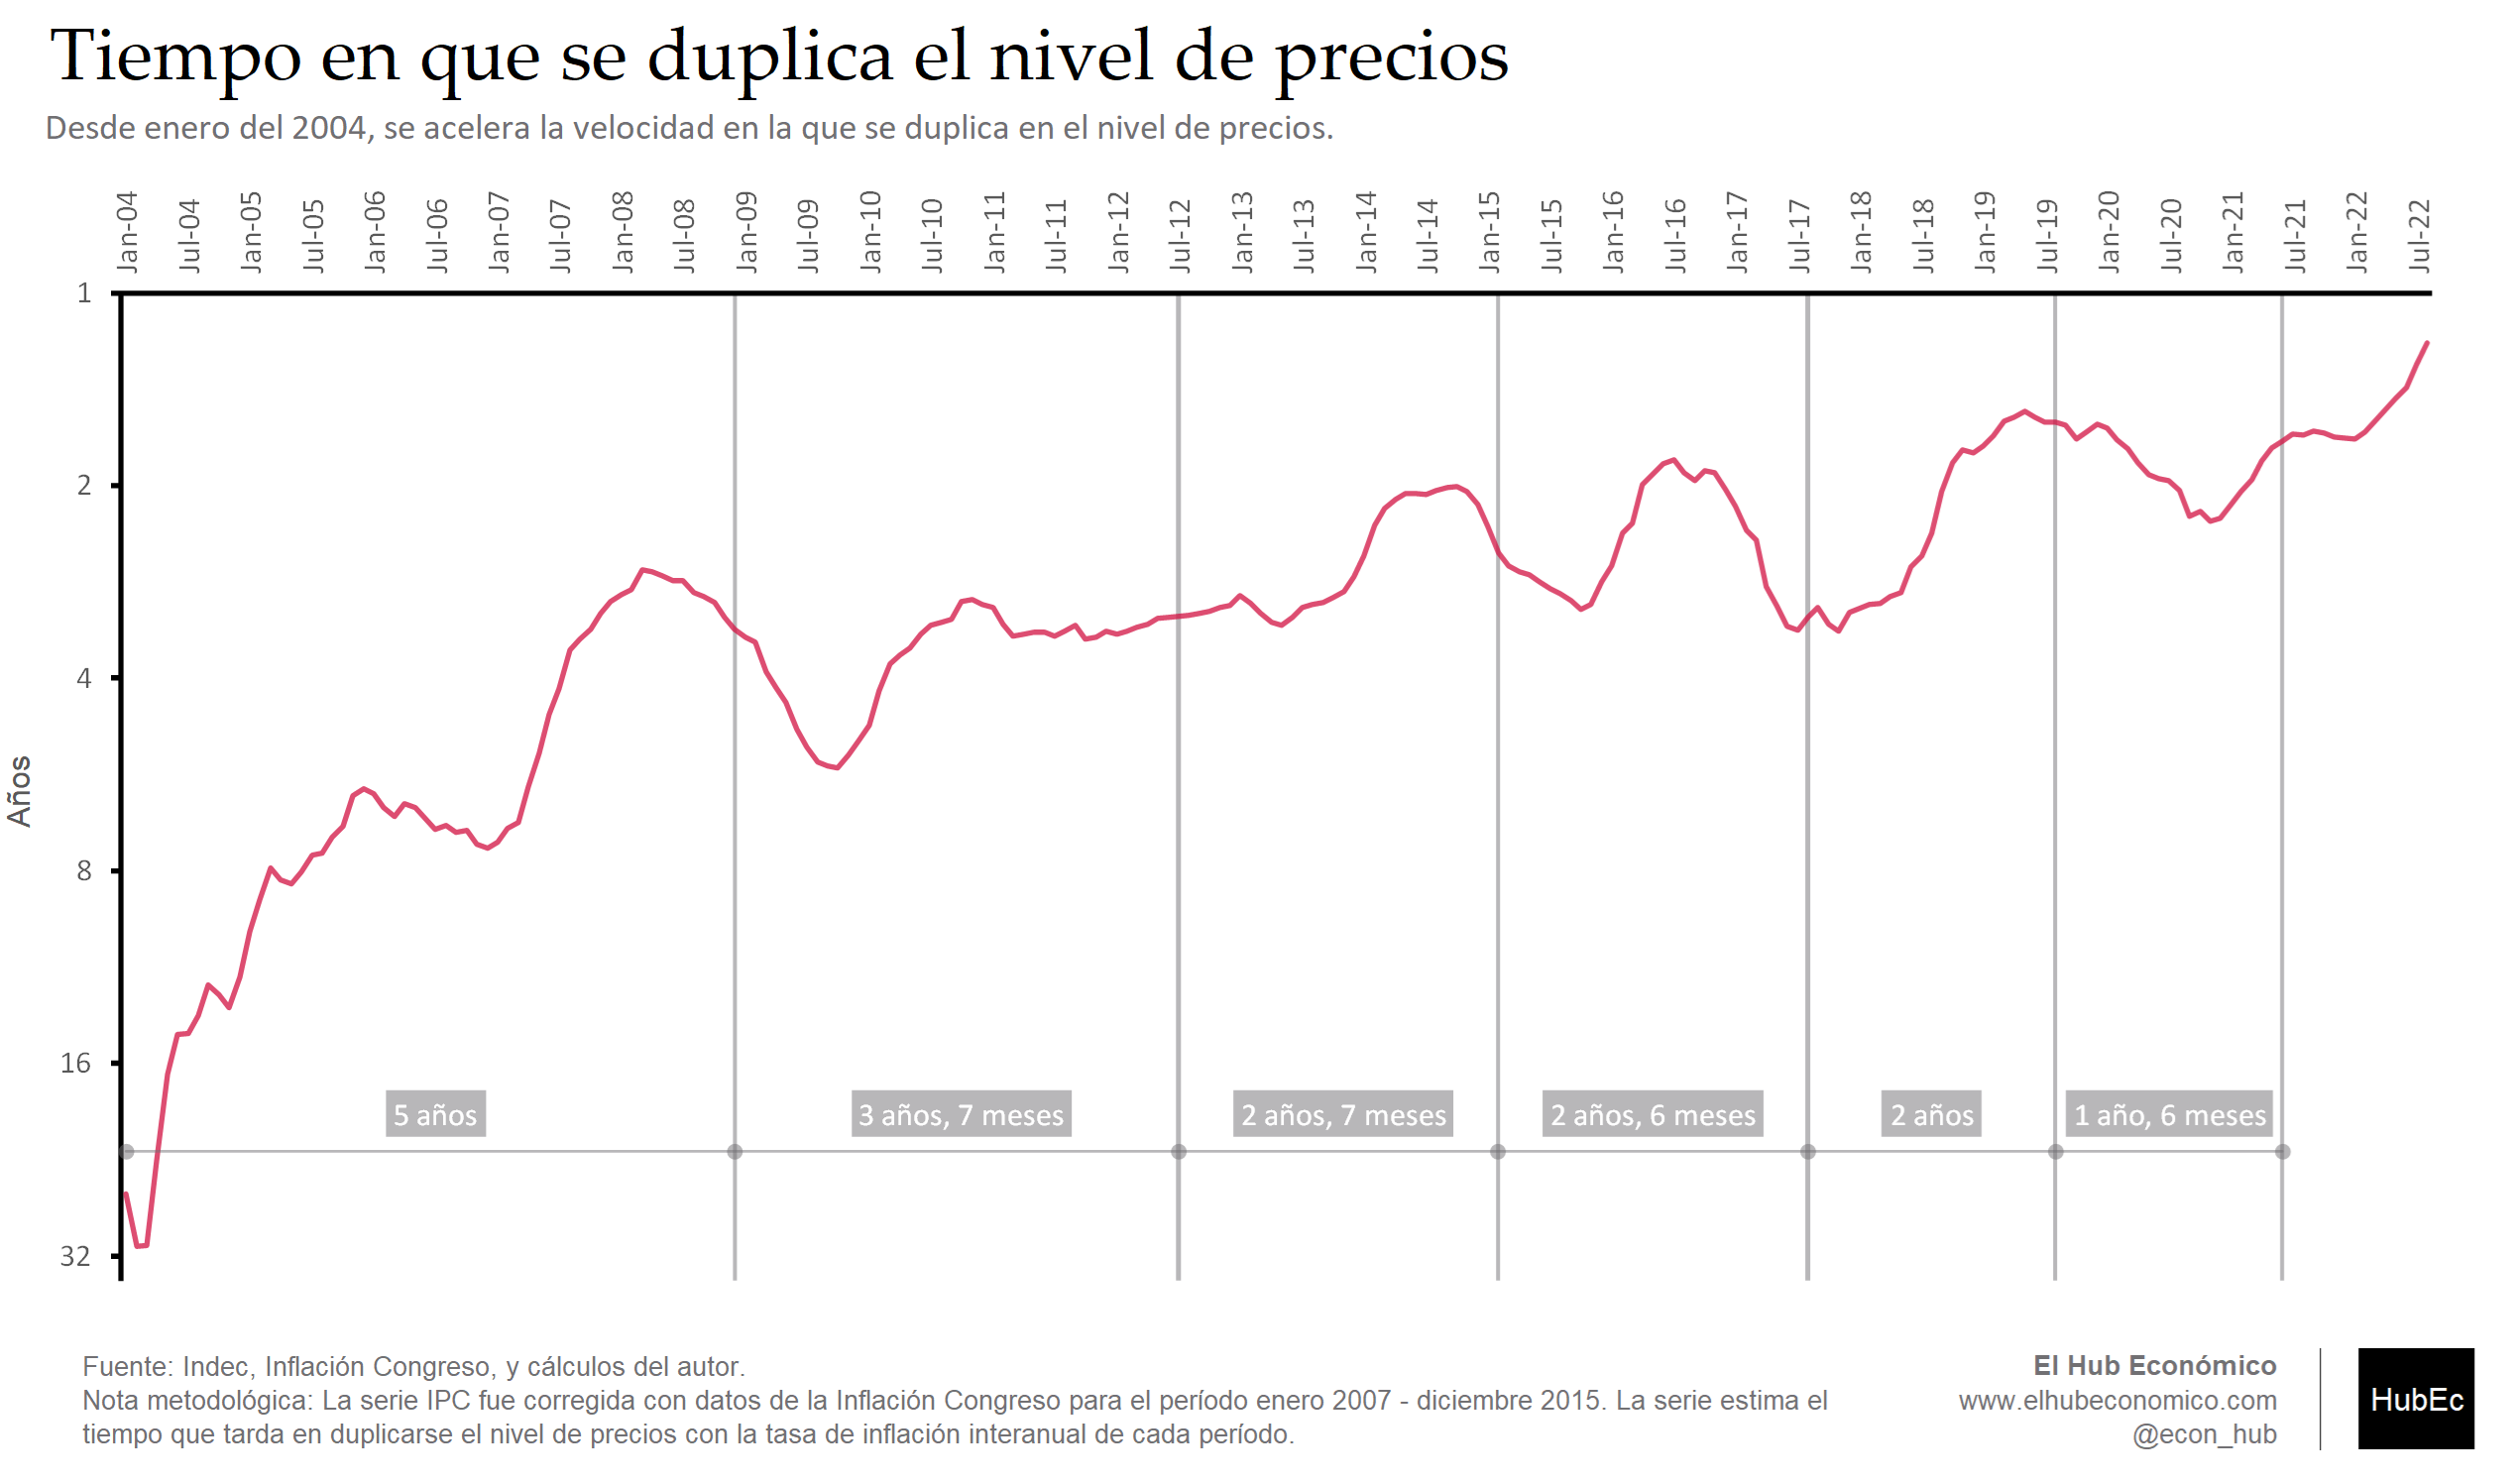 Tiempo en que se duplica el nivel de precios
Desde enero del 2004, se acelera la velocidad en la que se duplica en el nivel de precios.
Jan-04
Jul-04
Jan-05
Jul-05
Jan-06
Jul-06
Jan-07
Jul-07
Jan-08
Jul-08
Jan-09
Jul-09
Jan-10
Jul-10
Jan-11
Jul-11
Jan-12
Jul-12
Jan-13
Jul-13
Jan-14
Jul-14
Jan-15
Jul-15
Jan-16
Jul-16
Jan-17
Jul-17
Jan-18
Jul-18
Jan-19
Jul-19
Jan-20
Jul-20
Jan-21
Jul-21
Jan-22
Jul-22
Años
1
2
4
8
16
32
5 años
3 años, 7 meses
2 años, 7 meses
2 años, 6 meses
2 años
1 año, 6 meses
Fuente: Indec, Inflación Congreso, y cálculos del autor.
Nota metodológica: La serie IPC fue corregida con datos de la Inflación Congreso para el período enero 2007 - diciembre 2015. La serie estima el
tiempo que tarda en duplicarse el nivel de precios con la tasa de inflación interanual de cada período.
El Hub Económico
www.elhubeconomico.com
@econ_hub
HubEc